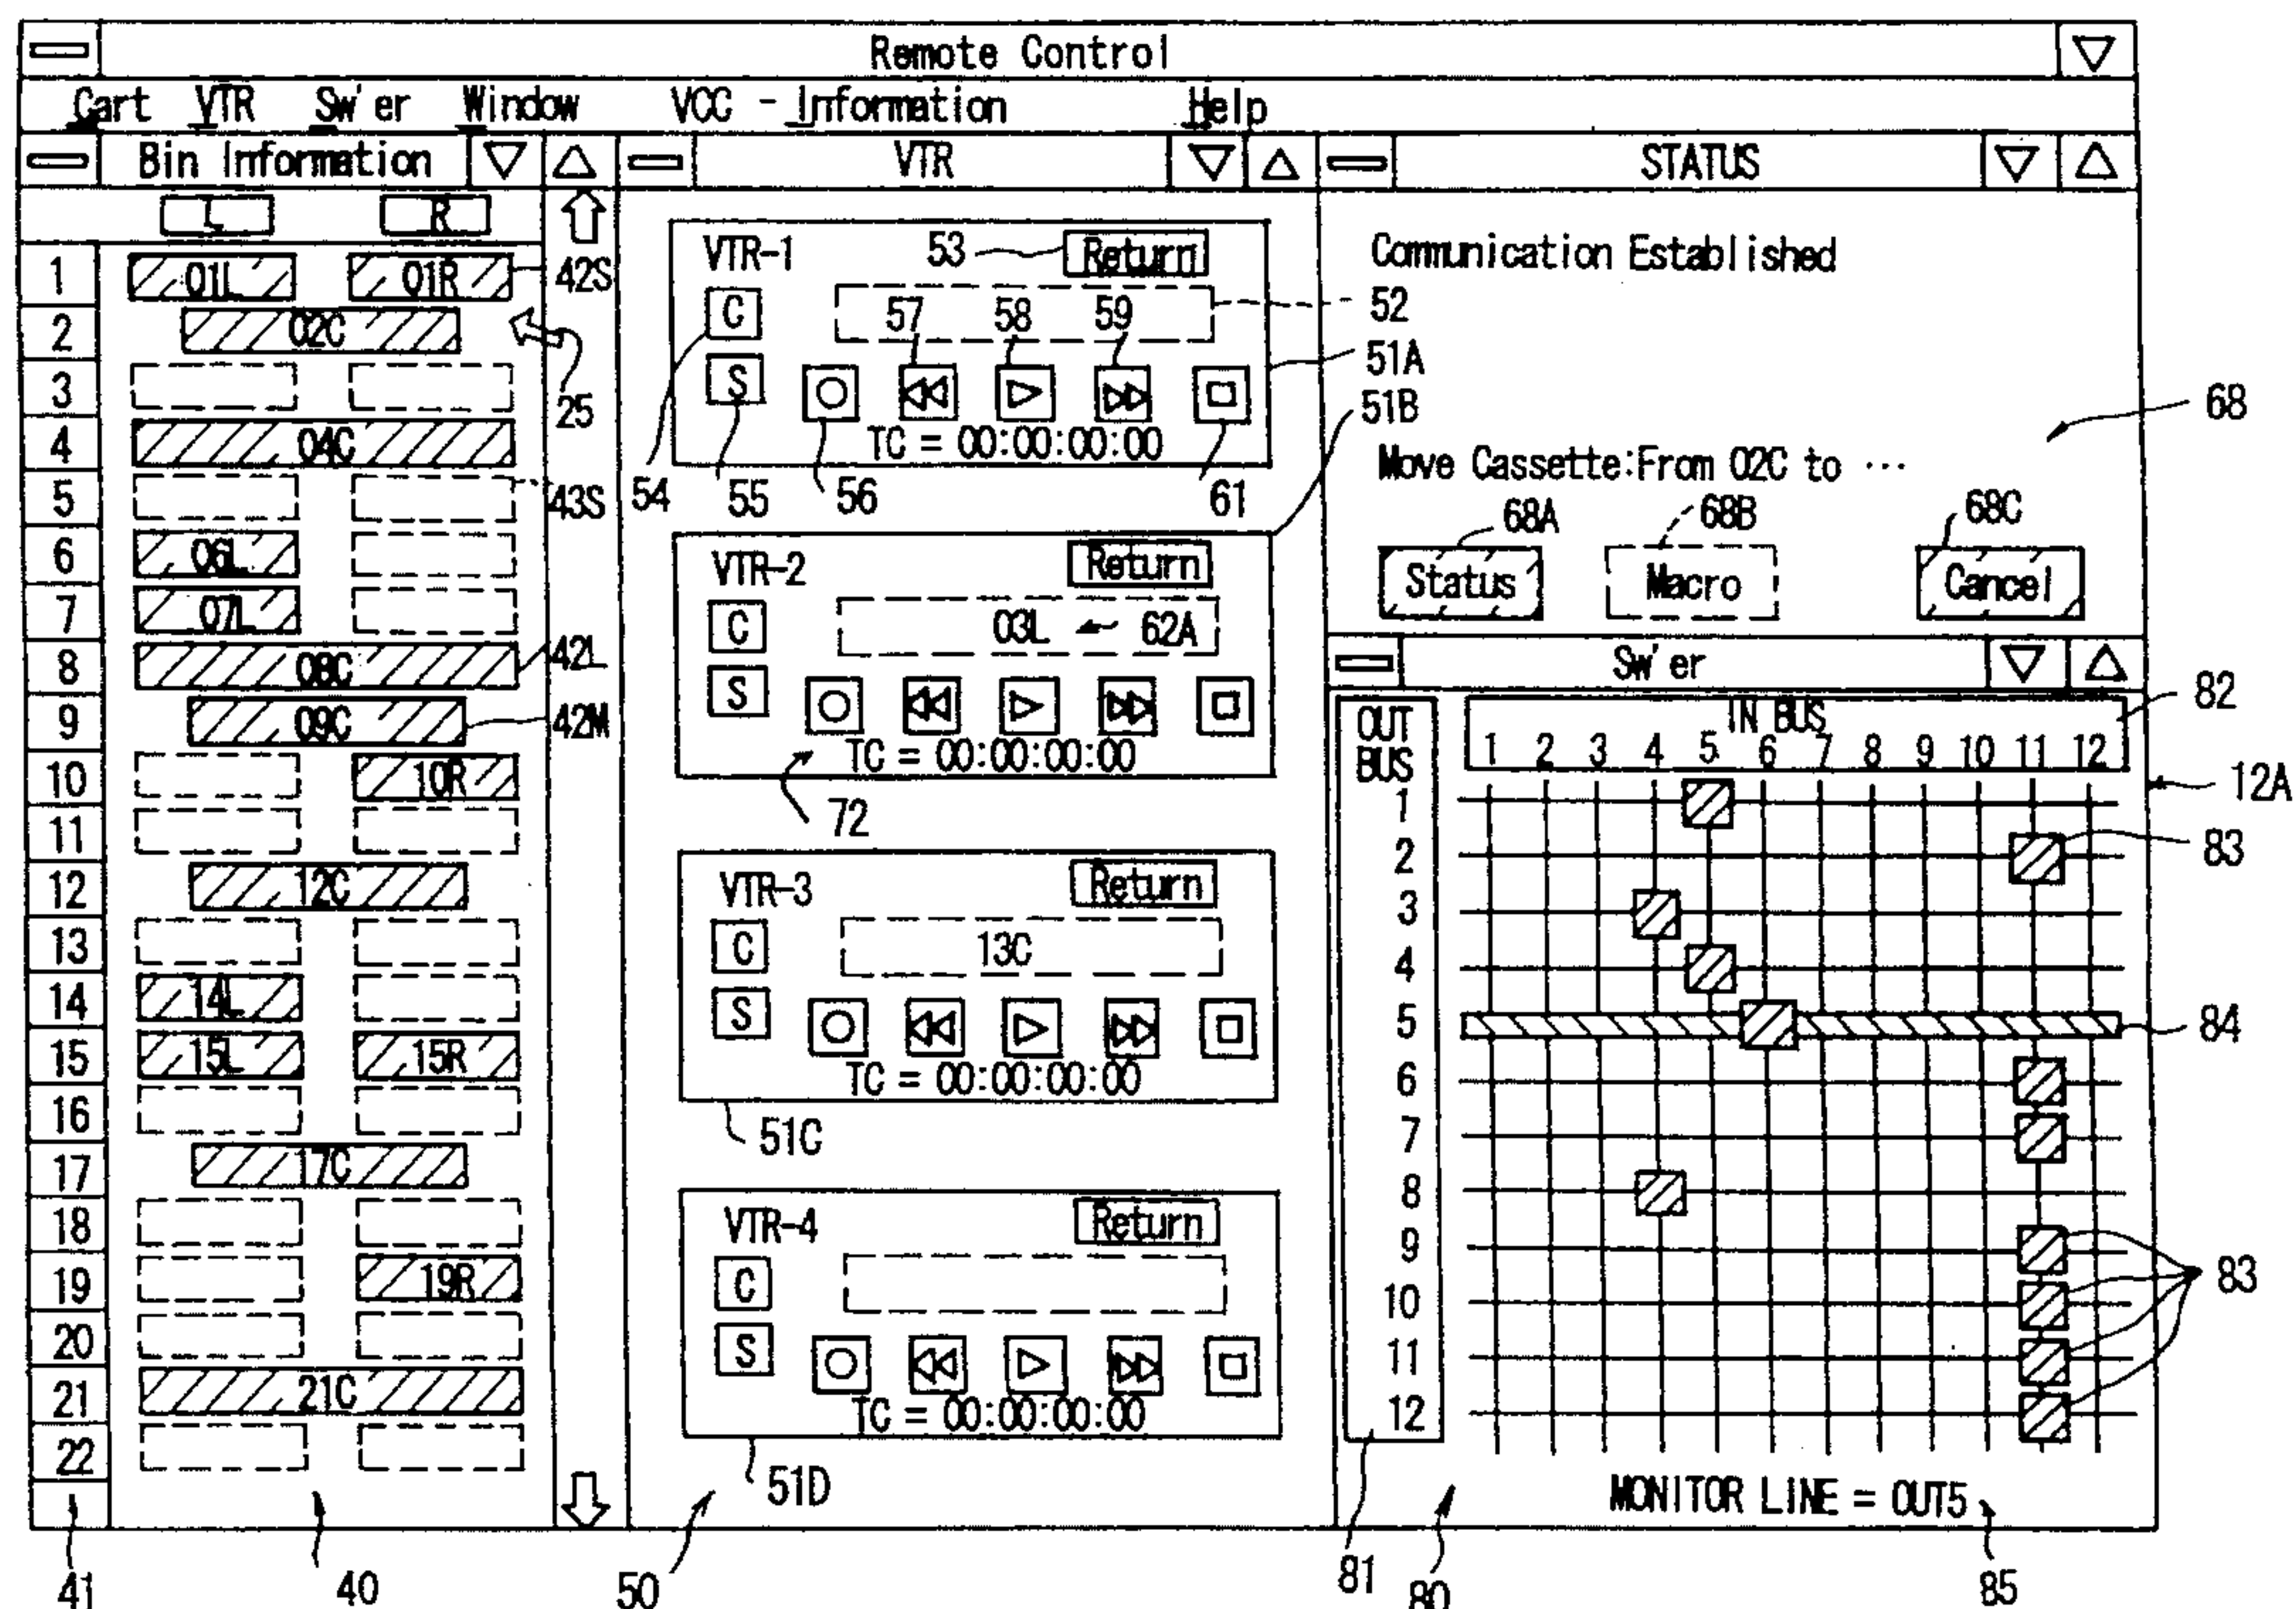 Remote Control
Cart VTR Sw'er Window VCC - Information Help
Bin Information
L R
1 01L 01R 42S
2 02C
3 25
4 04C
5 43S
6 06L
7 07L
8 08C 42L
9 09C 42M
10 10R
11
12 12C
13
14 14L
15 15L 15R
16
17 17C
18
19 19R
20
21 21C
22
41 40
VTR
VTR-1 53 Return
C 57 58 59 52
S 51A
TC = 00:00:00:00
54 55 56 61 51B
VTR-2 Return
C 03L 62A
S
TC = 00:00:00:00
72
VTR-3 Return
C 13C
S
TC = 00:00:00:00
51C
VTR-4 Return
C
S
TC = 00:00:00:00
51D
50
STATUS
Communication Established
68
Move Cassette:From 02C to ...
68A 68B 68C
Status Macro Cancel
Sw'er
82
OUT BUS
IN BUS
1 2 3 4 5 6 7 8 9 10 11 12
12A
1
2 83
3
4
5 84
6
7
8
9
10 83
11
12
MONITOR LINE = OUT5
81 80 85